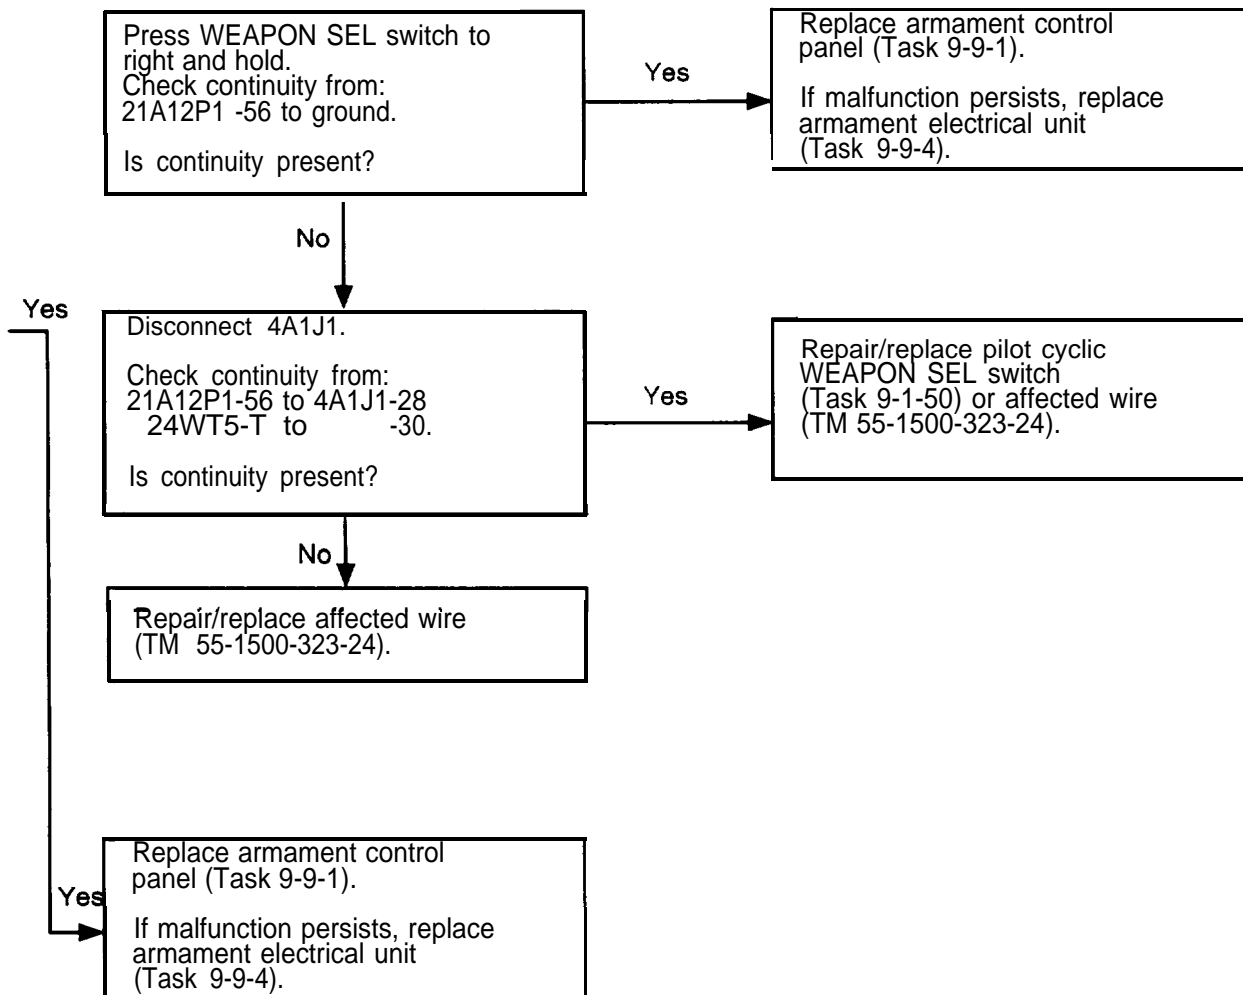 Press WEAPON SEL switch to
right and hold.
Check continuity from:
21A12P1 -56 to ground.
Is continuity present?
Yes
Replace armament control
panel (Task 9-9-1).
If malfunction persists, replace
armament electrical unit
(Task 9-9-4).
No
Yes
Disconnect 4A1J1.
Check continuity from:
21A12P1-56 to 4A1J1-28
24WT5-T to -30.
Is continuity present?
Yes
Repair/replace pilot cyclic
WEAPON SEL switch
(Task 9-1-50) or affected wire
(TM 55-1500-323-24).
No
Repair/replace affected wire
(TM 55-1500-323-24).
Yes
Replace armament control
panel (Task 9-9-1).
If malfunction persists, replace
armament electrical unit
(Task 9-9-4).